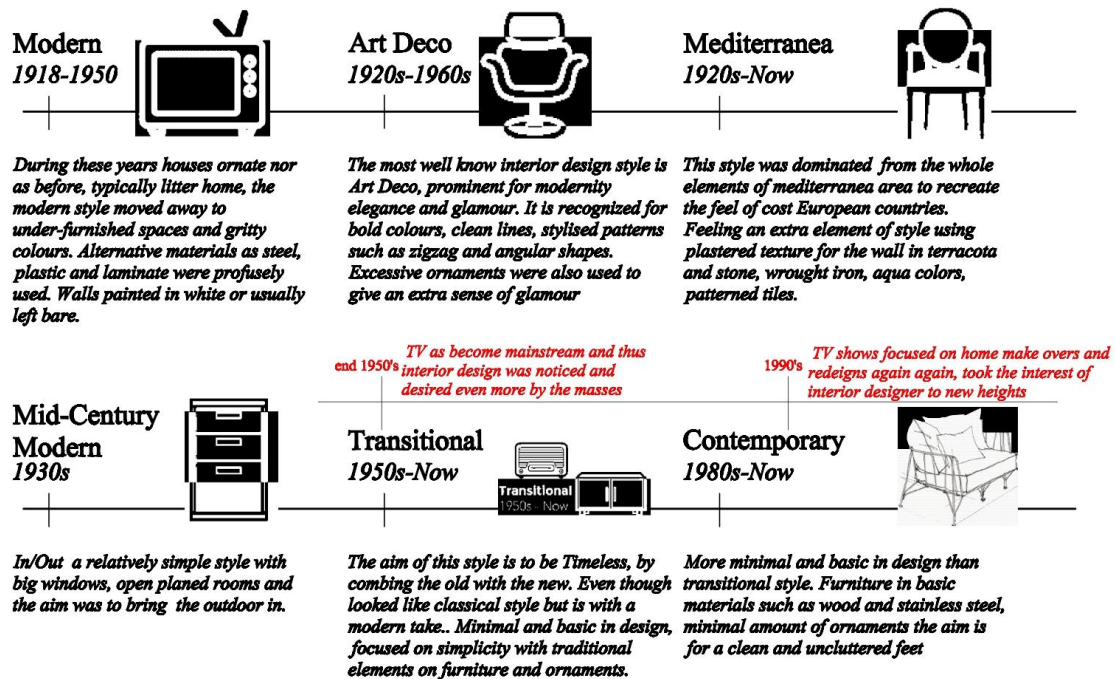 Modern
1918-1950
During these years houses ornate nor
as before, typically litter home, the
modern style moved away to
under-furnished spaces and gritty
colours. Alternative materials as steel,
plastic and laminate were profusely
used. Walls painted in white or usually
left bare.
Art Deco
1920s-1960s
The most well know interior design style is
Art Deco, prominent for modernity
elegance and glamour. It is recognized for
bold colours, clean lines, stylised patterns
such as zigzag and angular shapes.
Excessive ornaments were also used to
give an extra sense of glamour
Mediterranea
1920s-Now
This style was dominated from the whole
elements of mediterranea area to recreate
the feel of cost European countries.
Feeling an extra element of style using
plastered texture for the wall in terracota
and stone, wrought iron, aqua colors,
patterned tiles.
end 1950's
TV as become mainstream and thus
interior design was noticed and
desired even more by the masses
1990's
TV shows focused on home make overs and
redeigns again again, took the interest of
interior designer to new heights
Mid-Century
Modern
1930s
In/Out a relatively simple style with
big windows, open planed rooms and
the aim was to bring the outdoor in.
Transitional
1950s-Now
Transitional
1950s - Now
The aim of this style is to be Timeless, by
combing the old with the new. Even though
looked like classical style but is with a
modern take.. Minimal and basic in design,
focused on simplicity with traditional
elements on furniture and ornaments.
Contemporary
1980s-Now
More minimal and basic in design than
transitional style. Furniture in basic
materials such as wood and stainless steel,
minimal amount of ornaments the aim is
for a clean and uncluttered feet